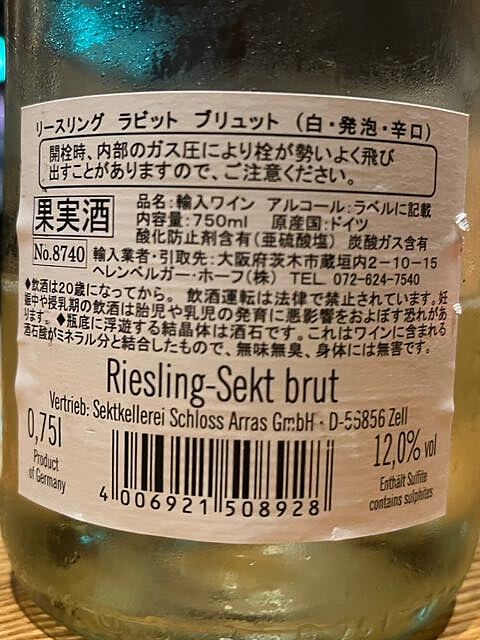 リースリング ラビット ブリュット (白・発泡・辛口)
開栓時、内部のガス圧により栓が勢いよく飛び
出すことがありますので、ご注意ください。
果実酒
No.8740
品名:輸入ワイン アルコール:ラベルに記載
内容量:750ml 原産国:ドイツ
酸化防止剤含有(亜硫酸塩) 炭酸ガス含有
輸入業者・引取先:大阪府茨木市蔵垣内2-10-15
ヘレンベルガー・ホーフ(株) TEL 072-624-7540
◆飲酒は20歳になってから。 飲酒運転は法律で禁止されています。妊
娠中や授乳期の飲酒は胎児や乳児の発育に悪影響をおよぼす恐れがあ
ります。◆瓶底に浮遊する結晶体は酒石です。これはワインに含まれる
酒石酸がミネラル分と結合したもので、無味無臭、身体には無害です。
Riesling-Sekt brut
Vertrieb: Sektkellerei Schloss Arras GmbH · D-56856 Zell
0,75l
Product
of Germany
12,0% vol
Enthält Sulfite
contains sulphites
4 006921 508928